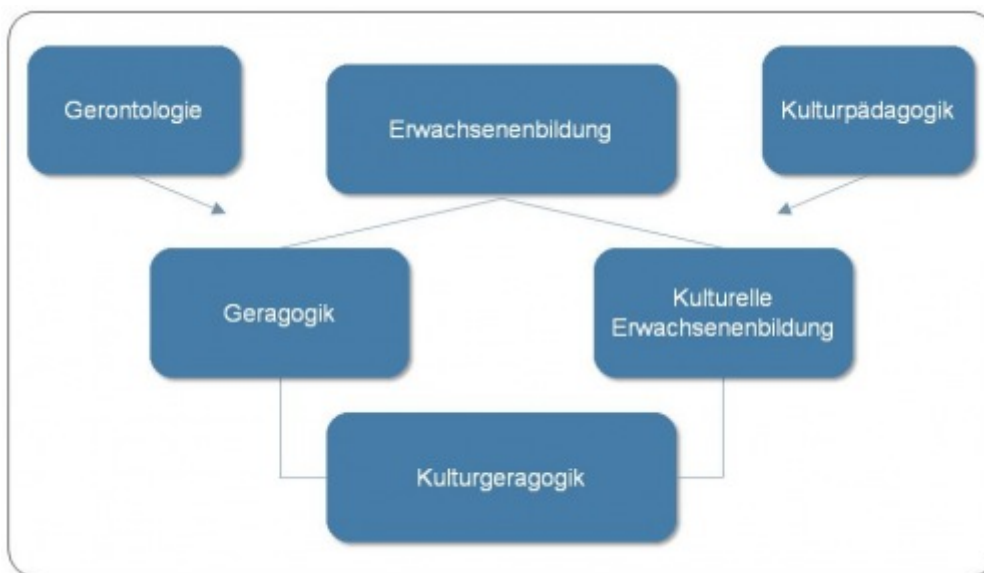 Gerontologie
Erwachsenenbildung
Kulturpädagogik
Geragogik
Kulturelle
Erwachsenenbildung
Kulturgeragogik